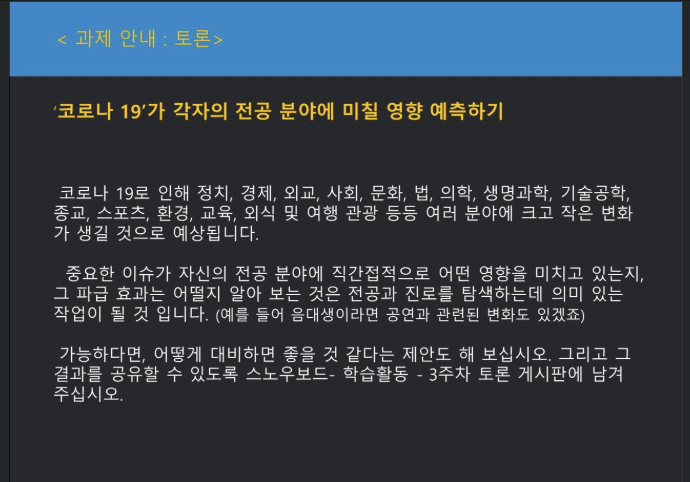 < 과제 안내 : 토론>
‘코로나 19’가 각자의 전공 분야에 미칠 영향 예측하기
코로나 19로 인해 정치, 경제, 외교, 사회, 문화, 법, 의학, 생명과학, 기술공학,
종교, 스포츠, 환경, 교육, 외식 및 여행 관광 등등 여러 분야에 크고 작은 변화
가 생길 것으로 예상됩니다.
중요한 이슈가 자신의 전공 분야에 직간접적으로 어떤 영향을 미치고 있는지,
그 파급 효과는 어떨지 알아 보는 것은 전공과 진로를 탐색하는데 의미 있는
작업이 될 것 입니다. (예를 들어 음대생이라면 공연과 관련된 변화도 있겠죠)
가능하다면, 어떻게 대비하면 좋을 것 같다는 제안도 해 보십시오. 그리고 그
결과를 공유할 수 있도록 스노우보드- 학습활동 - 3주차 토론 게시판에 남겨
주십시오.